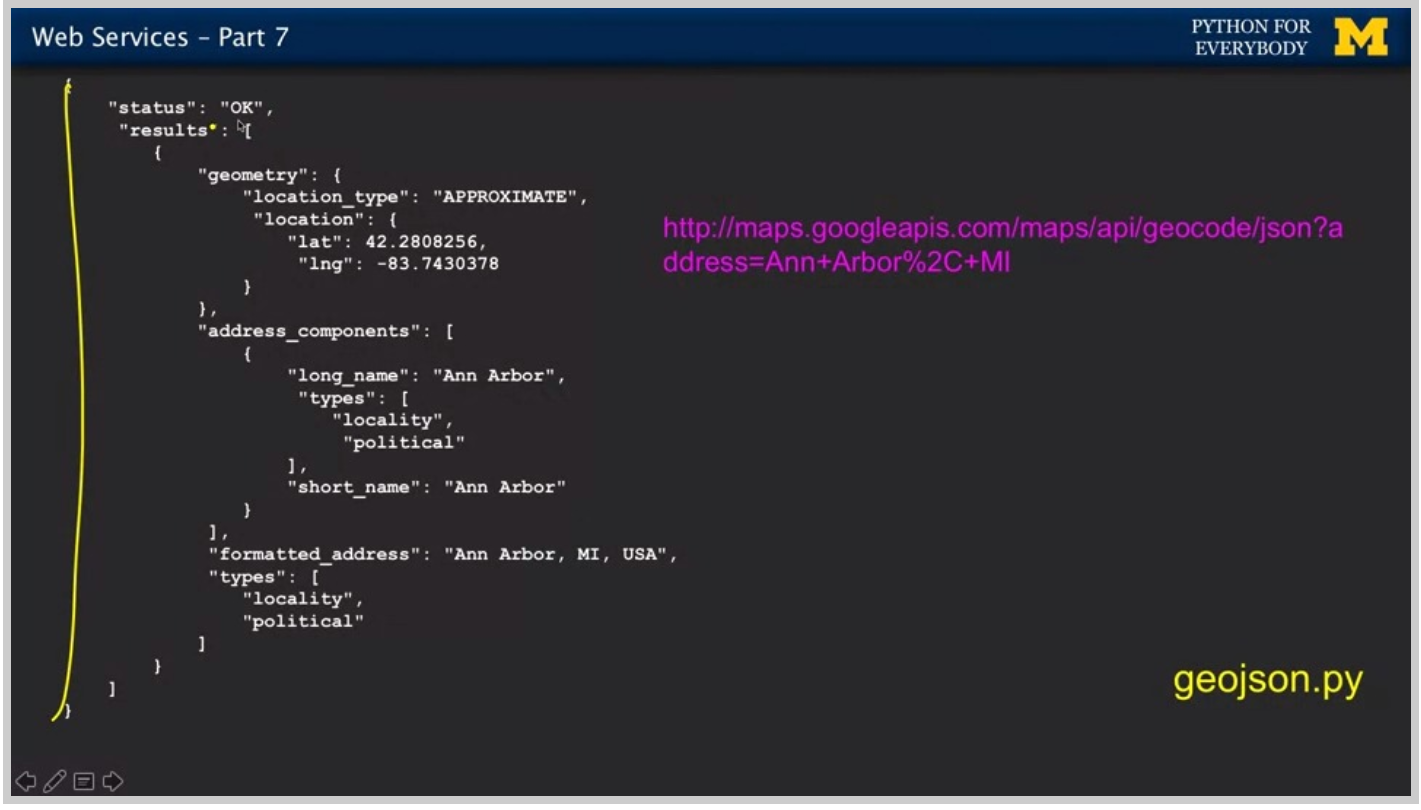 Web Services – Part 7
PYTHON FOR
EVERYBODY
M
{
"status": "OK",
"results": [
{
"geometry": {
"location_type": "APPROXIMATE",
"location": {
"lat": 42.2808256,
"lng": -83.7430378
}
},
"address_components": [
{
"long_name": "Ann Arbor",
"types": [
"locality",
"political"
],
"short_name": "Ann Arbor"
}
],
"formatted_address": "Ann Arbor, MI, USA",
"types": [
"locality",
"political"
]
}
]
}
http://maps.googleapis.com/maps/api/geocode/json?a
ddress=Ann+Arbor%2C+MI
geojson.py